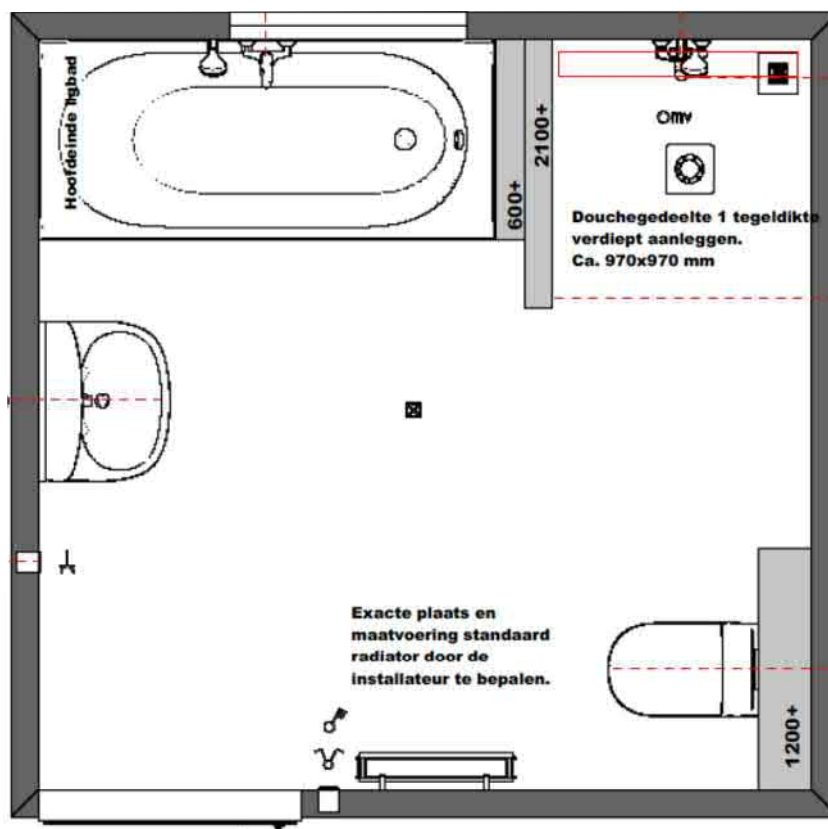 Hoofdeinde ligbad
600+
2100+
Omv
Douchegedeelte 1 tegeldikte
verdiept aanleggen.
Ca. 970x970 mm
Exacte plaats en
maatvoering standaard
radiator door de
installateur te bepalen.
1200+